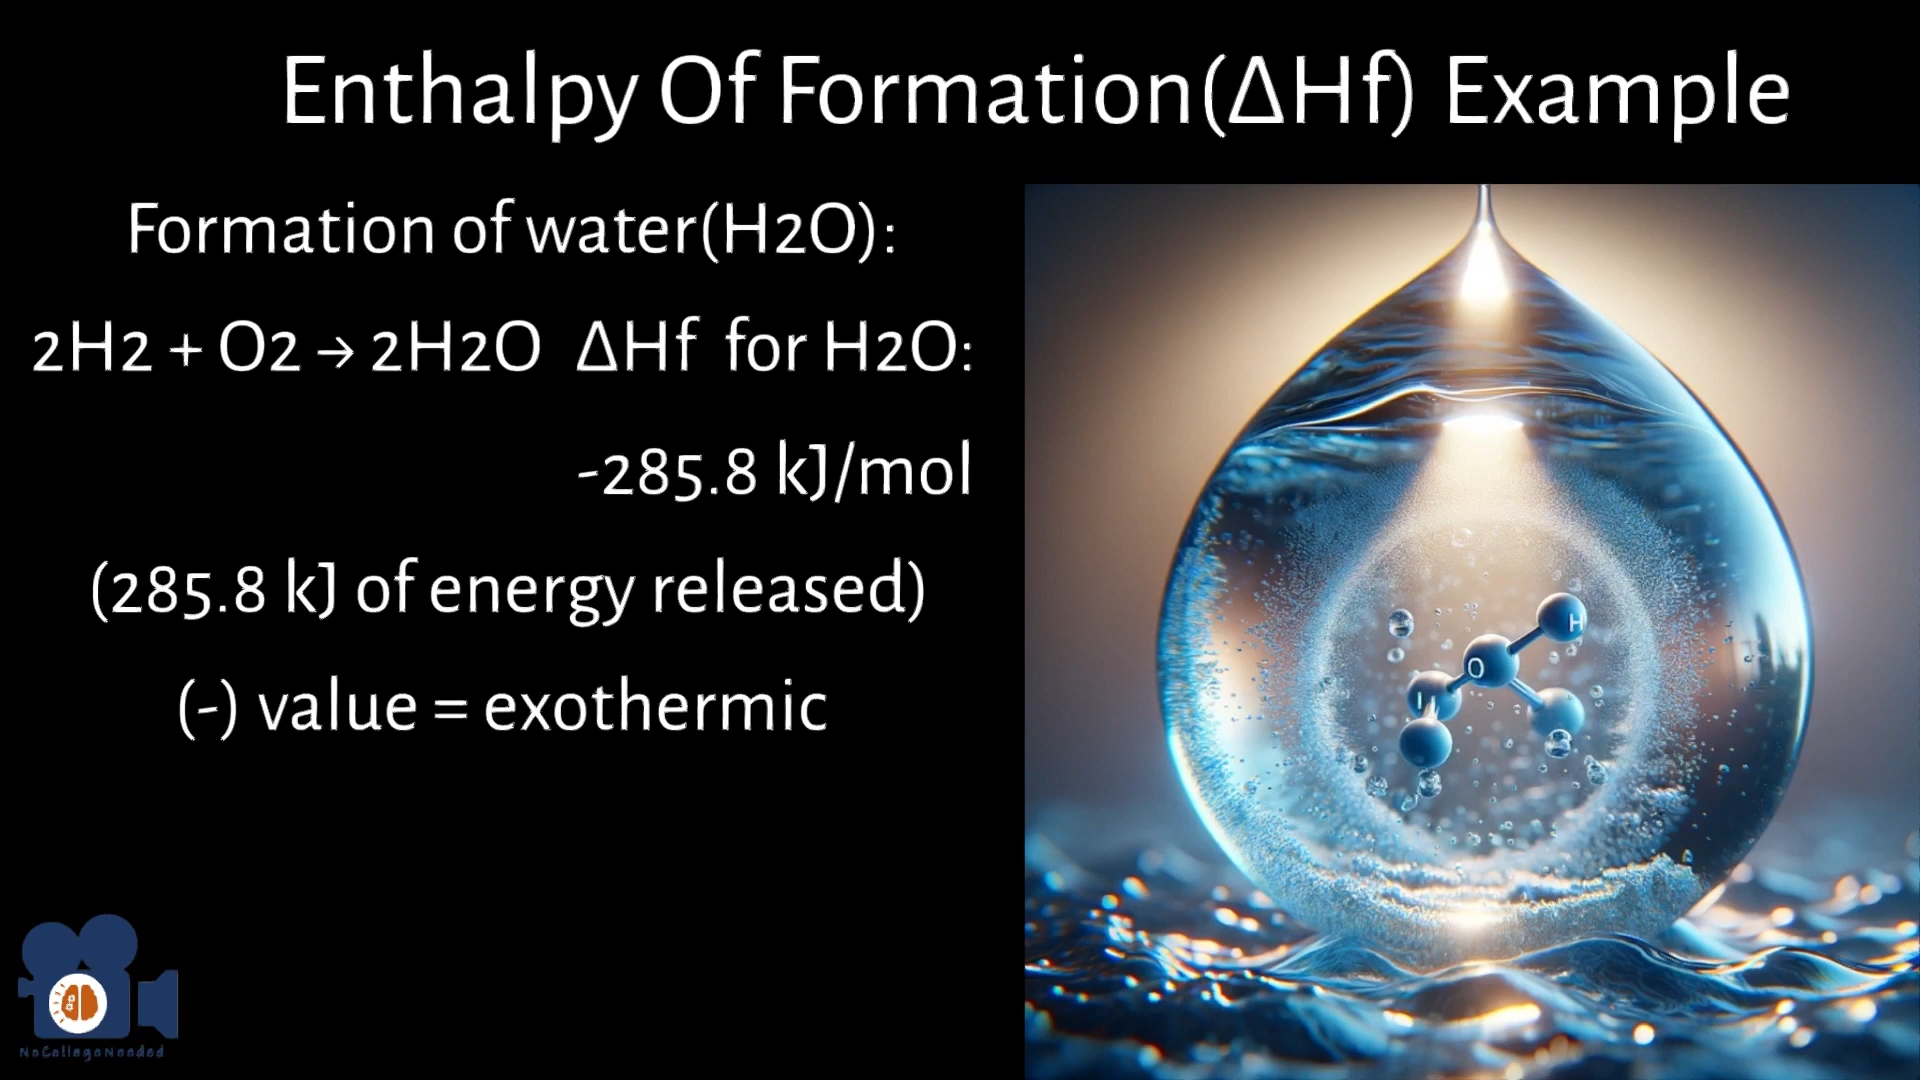 Enthalpy Of Formation(ΔHf) Example
Formation of water(H2O):
2H2 + O2 → 2H2O ΔHf for H2O:
-285.8 kJ/mol
(285.8 kJ of energy released)
(-) value = exothermic
H
O
NoCollegeNeeded